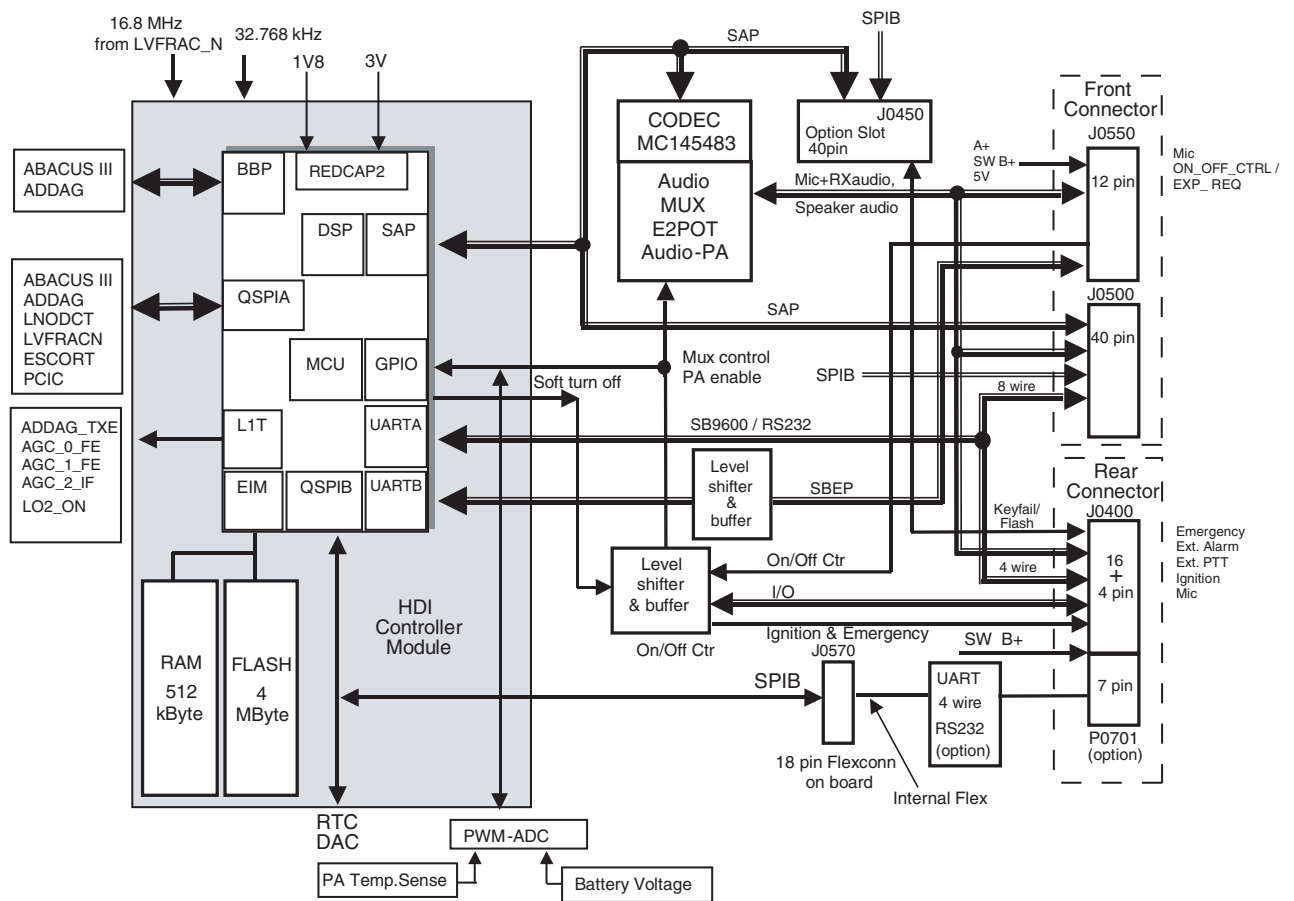 16.8 MHz
from LVFRAC_N
32.768 kHz
1V8
3V
SAP
SPIB
ABACUS III
ADDAG
BBP
REDCAP2
DSP
SAP
QSPIA
MCU
GPIO
L1T
UARTA
EIM
QSPIB
UARTB
ABACUS III
ADDAG
LNODCT
LVFRACN
ESCORT
PCIC
ADDAG_TXE
AGC_0_FE
AGC_1_FE
AGC_2_IF
LO2_ON
RAM
512
kByte
FLASH
4
MByte
HDI
Controller
Module
CODEC
MC145483
Audio
MUX
E2POT
Audio-PA
J0450
Option Slot
40pin
Mic+RXaudio,
Speaker audio
SAP
Mux control
PA enable
Soft turn off
SPIB
8 wire
SB9600 / RS232
Level
shifter
&
buffer
SBEP
Level
shifter
& buffer
On/Off Ctr
On/Off Ctr
I/O
Ignition & Emergency
Keyfail/
Flash
4 wire
SW B+
Front
Connector
J0550
A+
SW B+
5V
12 pin
Mic
ON_OFF_CTRL /
EXP_ REQ
J0500
40 pin
Rear
Connector
J0400
16
+
4 pin
Emergency
Ext. Alarm
Ext. PTT
Ignition
Mic
7 pin
P0701
(option)
SPIB
J0570
18 pin Flexconn
on board
UART
4 wire
RS232
(option)
Internal Flex
RTC
DAC
PWM-ADC
PA Temp.Sense
Battery Voltage